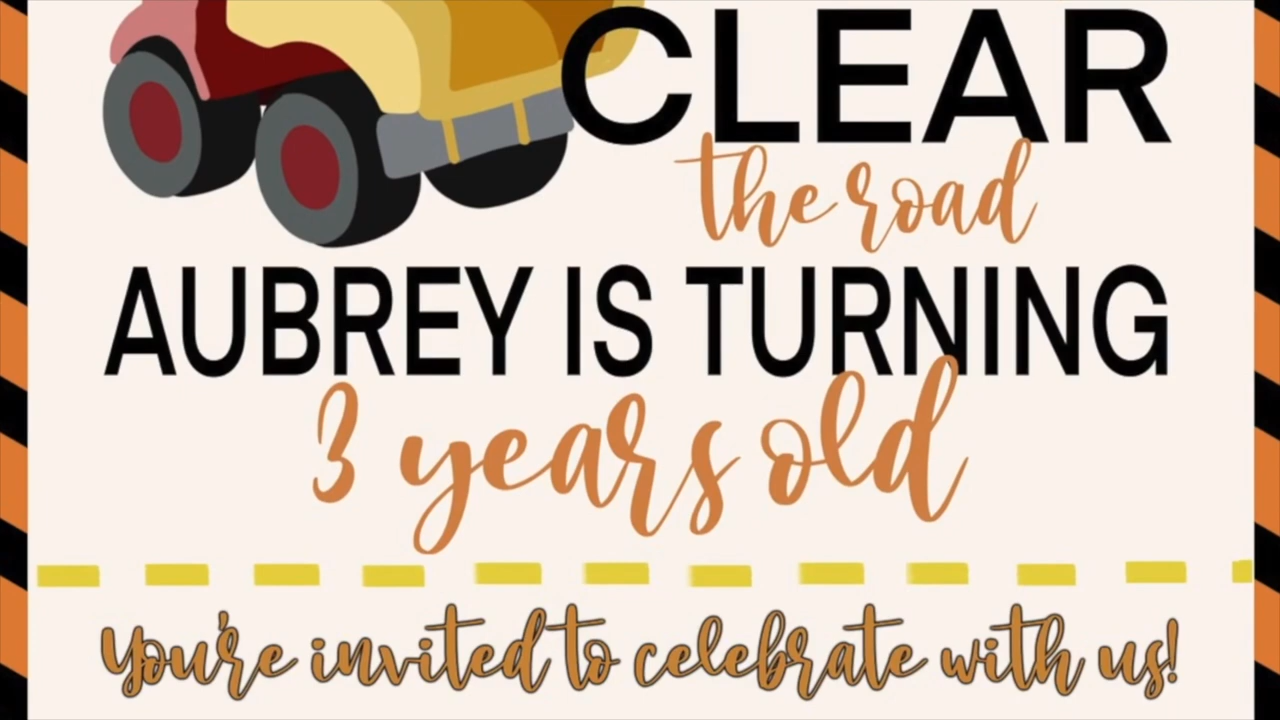 CLEAR
the road
AUBREY IS TURNING
3 years old
You're invited to celebrate with us!